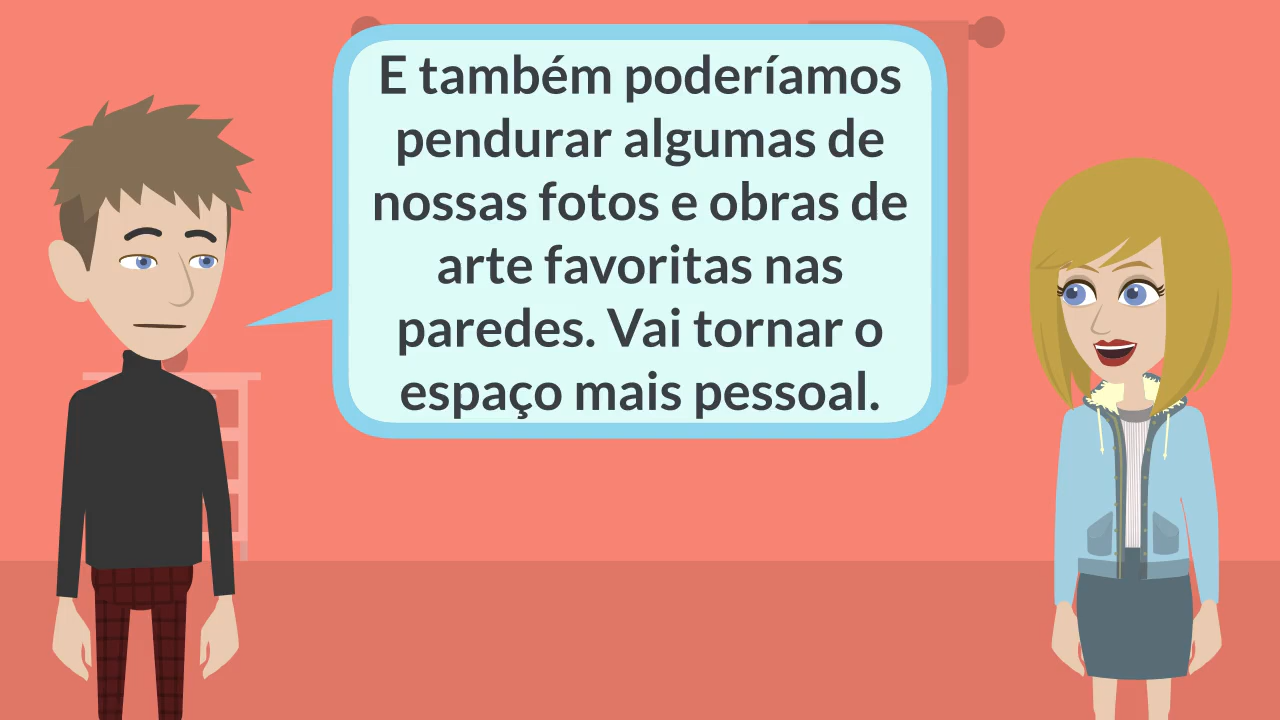 E também poderíamos
pendurar algumas de
nossas fotos e obras de
arte favoritas nas
paredes. Vai tornar o
espaço mais pessoal.